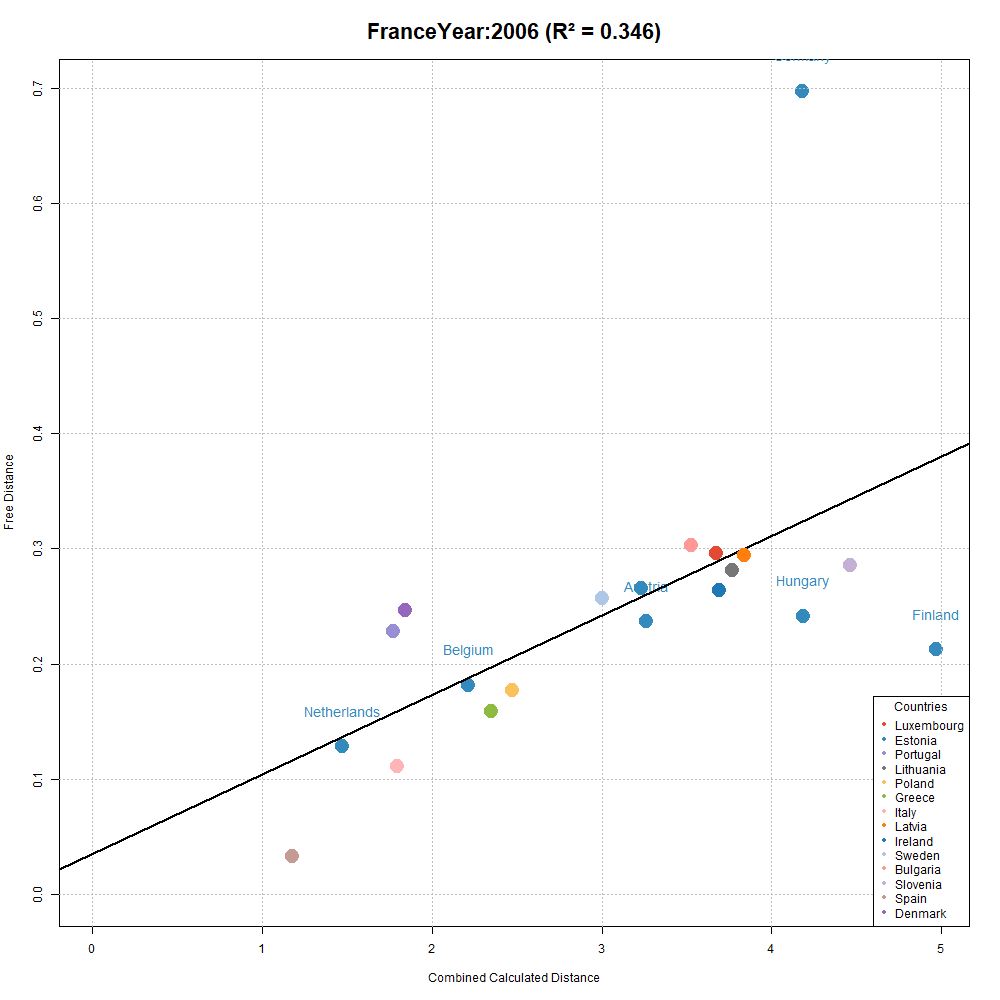 FranceYear:2006 (R² = 0.346)
0.7
0.6
0.5
0.4
0.3
0.2
0.1
0.0
Free Distance
Hungary
Finland
Belgium
Netherlands
Countries
Luxembourg
Estonia
Portugal
Lithuania
Poland
Greece
Italy
Latvia
Ireland
Sweden
Bulgaria
Slovenia
Spain
Denmark
0 1 2 3 4 5
Combined Calculated Distance